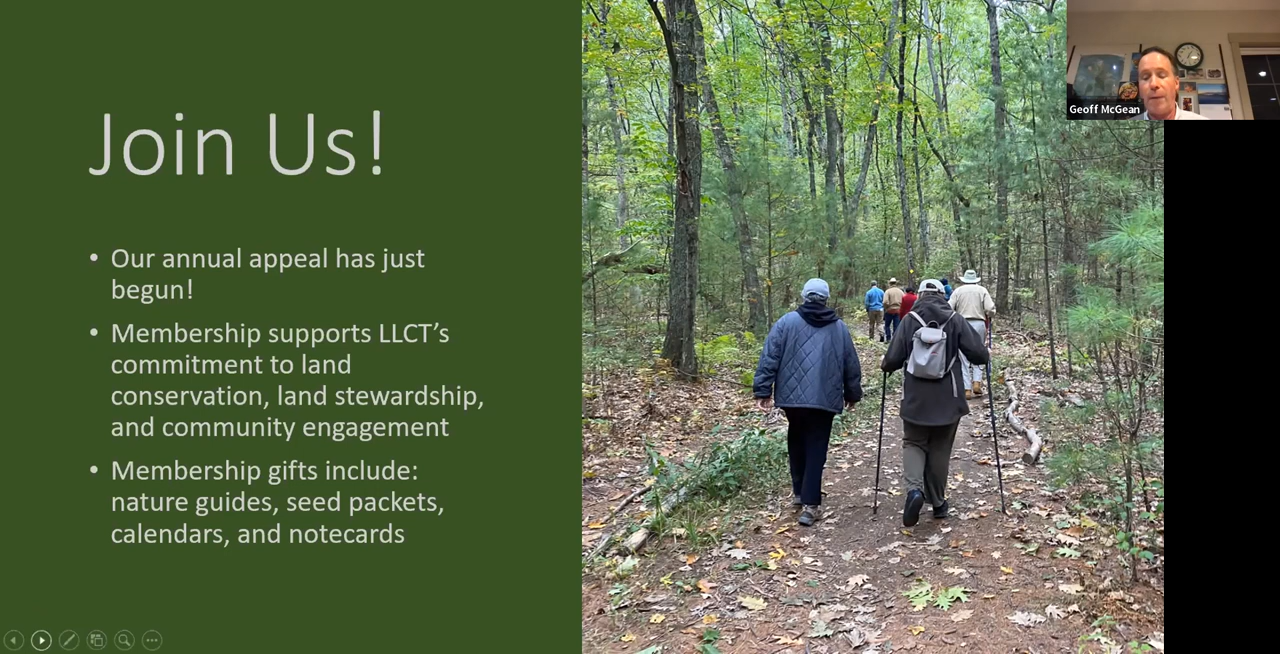 Join Us!
• Our annual appeal has just
begun!
• Membership supports LLCT's
commitment to land
conservation, land stewardship,
and community engagement
• Membership gifts include:
nature guides, seed packets,
calendars, and notecards
Geoff McGean